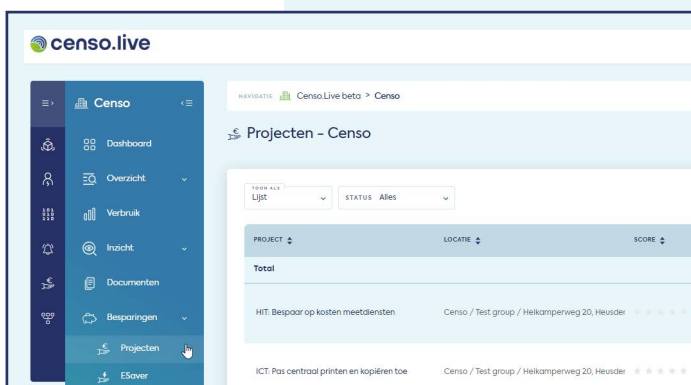 censo.live
Censo
NAVIGATIE Censo.Live beta > Censo
Projecten - Censo
Dashboard
Overzicht
Verbruik
Inzicht
Documenten
Besparingen
Projecten
ESaver
TOON ALS
Lijst
STATUS Alles
PROJECT LOCATIE SCORE
Total
HIT: Bespaar op kosten meetdiensten Censo / Test group / Heikamperweg 20, Heusden
ICT: Pas centraal printen en kopiëren toe Censo / Test group / Heikamperweg 20, Heusden